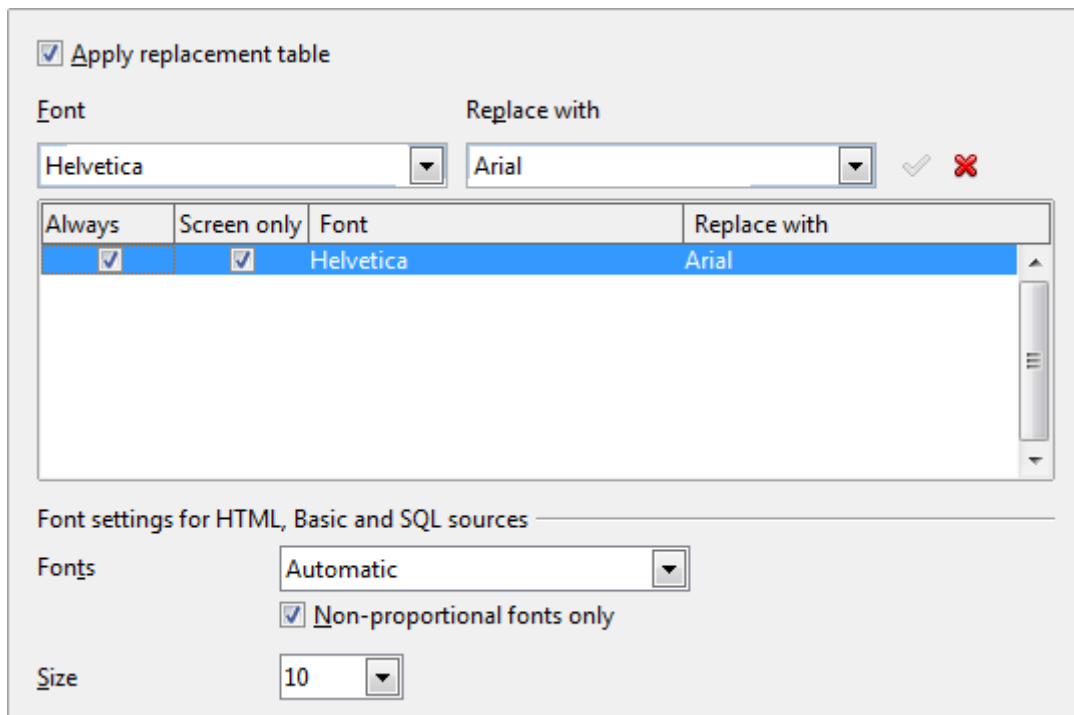 Apply replacement table
Font Replace with
Helvetica Arial
Always Screen only Font Replace with
Helvetica Arial
Font settings for HTML, Basic and SQL sources
Fonts Automatic
Non-proportional fonts only
Size 10